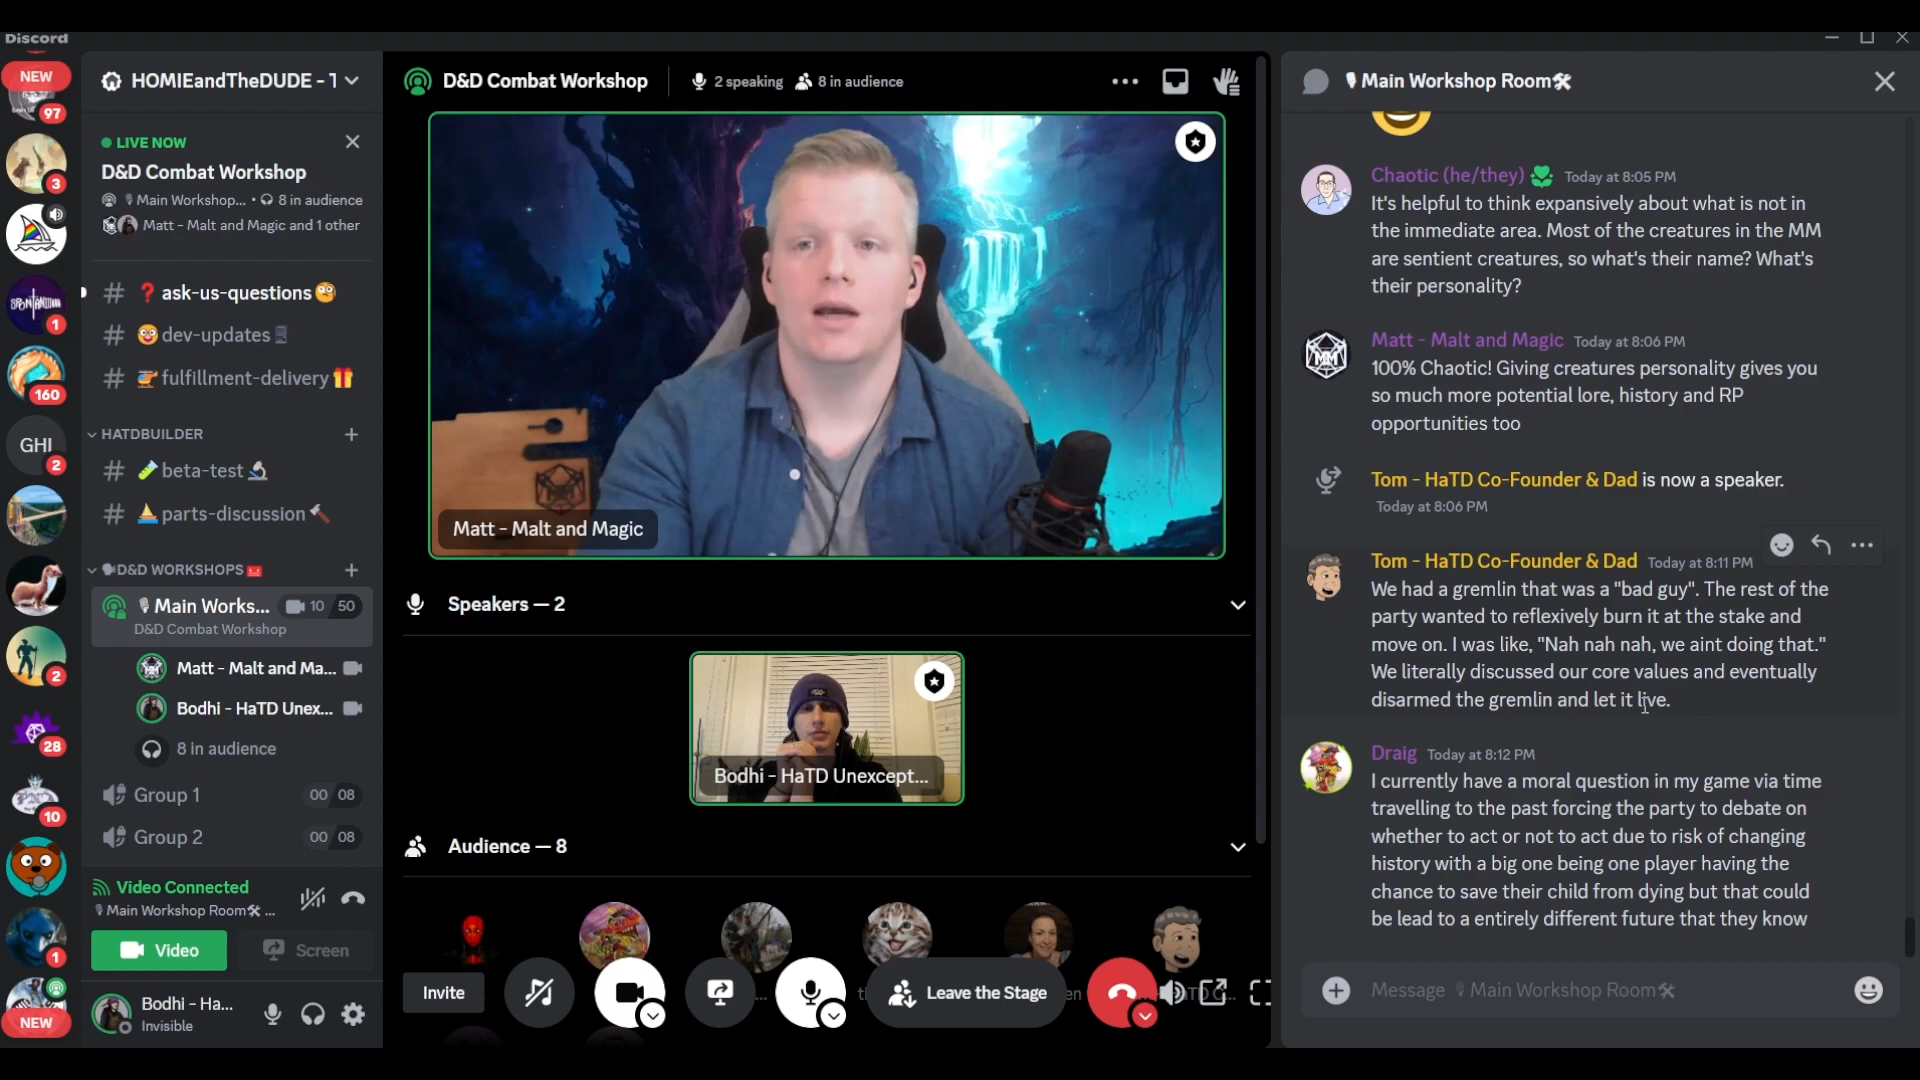 Discord
NEW
97
3
1
160
GHI
2
2
28
10
1
NEW
HOMIEandTheDUDE - T
LIVE NOW
D&D Combat Workshop
Main Workshop... • 8 in audience
Matt - Malt and Magic and 1 other
# ❓ask-us-questions🧐
# dev-updates
# fulfillment-delivery🎁
HATDBUILDER
# 🧪beta-test🔬
# ⛵parts-discussion🔨
D&D WORKSHOPS
🎙Main Works... 10 50
D&D Combat Workshop
Matt - Malt and Ma...
Bodhi - HaTD Unex...
8 in audience
Group 1 00 08
Group 2 00 08
Video Connected
🎙Main Workshop Room🛠 ...
Video
Screen
Bodhi - Ha...
Invisible
D&D Combat Workshop
2 speaking
8 in audience
Matt - Malt and Magic
Speakers — 2
Bodhi - HaTD Unexcept...
Audience — 8
Invite
Leave the Stage
🎙Main Workshop Room🛠
Chaotic (he/they) Today at 8:05 PM
It's helpful to think expansively about what is not in
the immediate area. Most of the creatures in the MM
are sentient creatures, so what's their name? What's
their personality?
MM
Matt - Malt and Magic Today at 8:06 PM
100% Chaotic! Giving creatures personality gives you
so much more potential lore, history and RP
opportunities too
Tom - HaTD Co-Founder & Dad is now a speaker.
Today at 8:06 PM
Tom - HaTD Co-Founder & Dad Today at 8:11 PM
We had a gremlin that was a "bad guy". The rest of the
party wanted to reflexively burn it at the stake and
move on. I was like, "Nah nah nah, we aint doing that."
We literally discussed our core values and eventually
disarmed the gremlin and let it live.
Draig Today at 8:12 PM
I currently have a moral question in my game via time
travelling to the past forcing the party to debate on
whether to act or not to act due to risk of changing
history with a big one being one player having the
chance to save their child from dying but that could
be lead to a entirely different future that they know
Message 🎙Main Workshop Room🛠